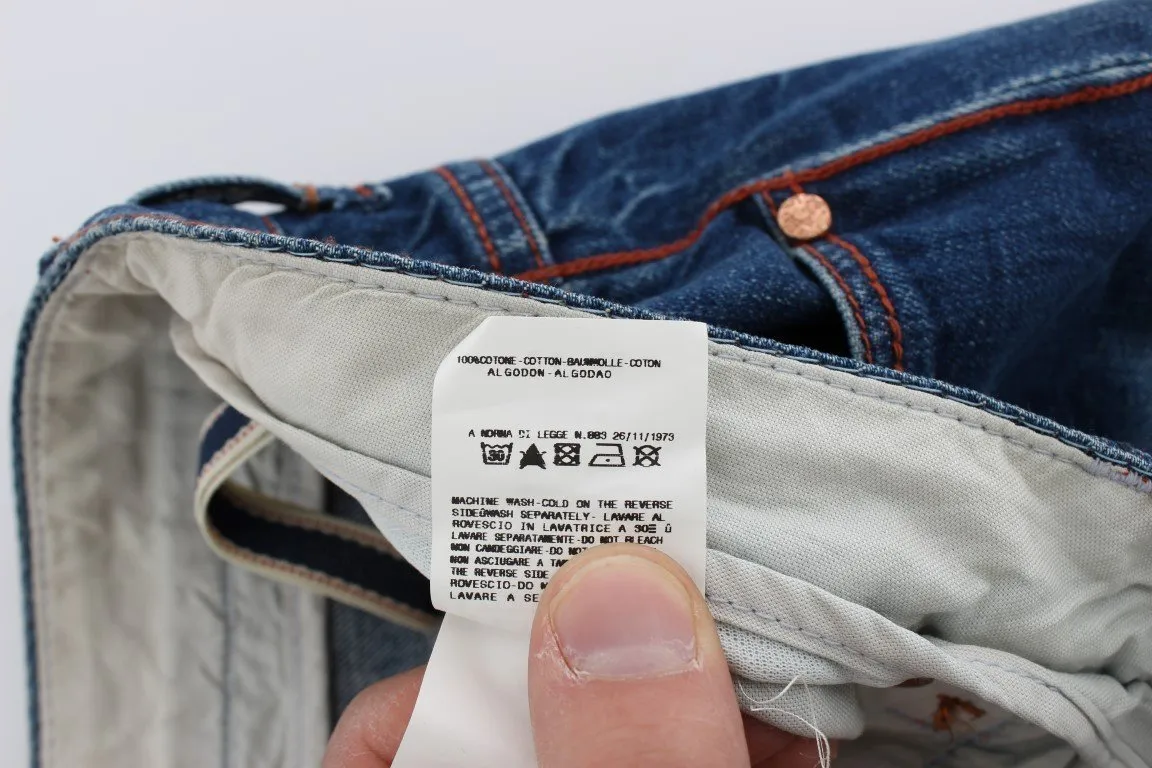 100%COTONE-COTTON-BAUMWOLLE-COTON
ALGODON-ALGODAO
A NORMA DI LEGGE N.883 26/11/1973
30
MACHINE WASH-COLD ON THE REVERSE
SIDEÛWASH SEPARATELY- LAVARE AL
ROVESCIO IN LAVATRICE A 30Ξ Û
LAVARE SEPARATAMENTE-DO NOT BLEACH
NON CANDEGGIARE-DO NOT
NON ASCIUGARE A
THE REVERSE SIDE
ROVESCIO-DO
LAVARE A